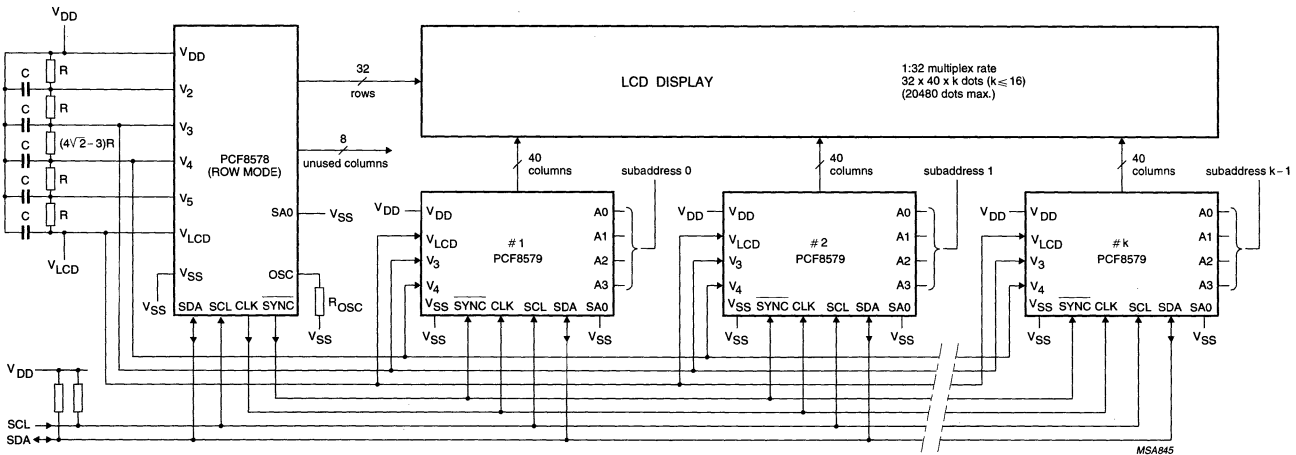 VDD
C
C
C
C
C
R
R
(4√2−3)R
R
R
VLCD
VDD
V2
V3
V4
V5
VLCD
VSS
VSS
PCF8578
(ROW MODE)
SA0
VSS
OSC
ROSC
VSS
SDA SCL CLK SYNC
32
rows
8
unused columns
LCD DISPLAY
1:32 multiplex rate
32 x 40 x k dots (k ≤ 16)
(20480 dots max.)
40
columns
subaddress 0
VDD
VDD
VLCD
V3
V4
# 1
PCF8579
A0
A1
A2
A3
VSS SYNC CLK SCL SDA SA0
VSS
VSS
40
columns
subaddress 1
VDD
VDD
VLCD
V3
V4
# 2
PCF8579
A0
A1
A2
A3
VSS SYNC CLK SCL SDA SA0
VSS
VSS
40
columns
subaddress k−1
VDD
VDD
VLCD
V3
V4
# k
PCF8579
A0
A1
A2
A3
VSS SYNC CLK SCL SDA SA0
VSS
VSS
VDD
SCL
SDA
MSA845